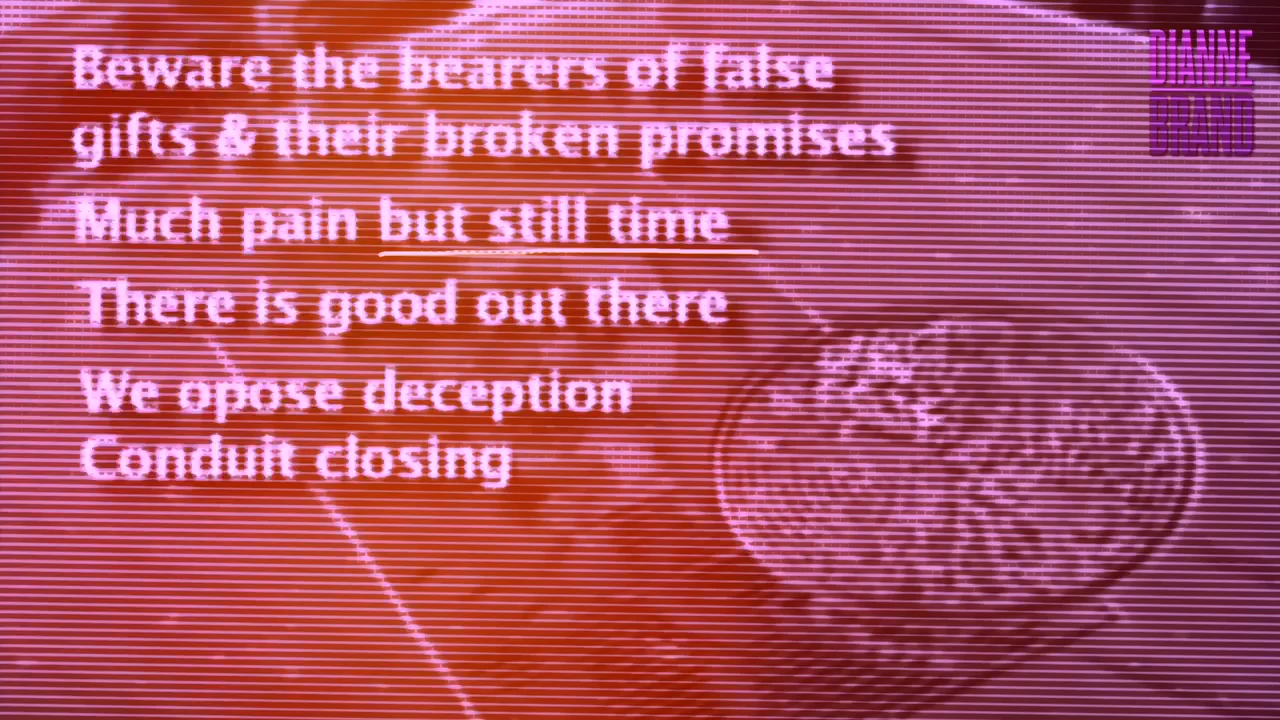 Beware the bearers of false
gifts & their broken promises
Much pain but still time
There is good out there
We opose deception
Conduit closing
DIANNE
BRAND